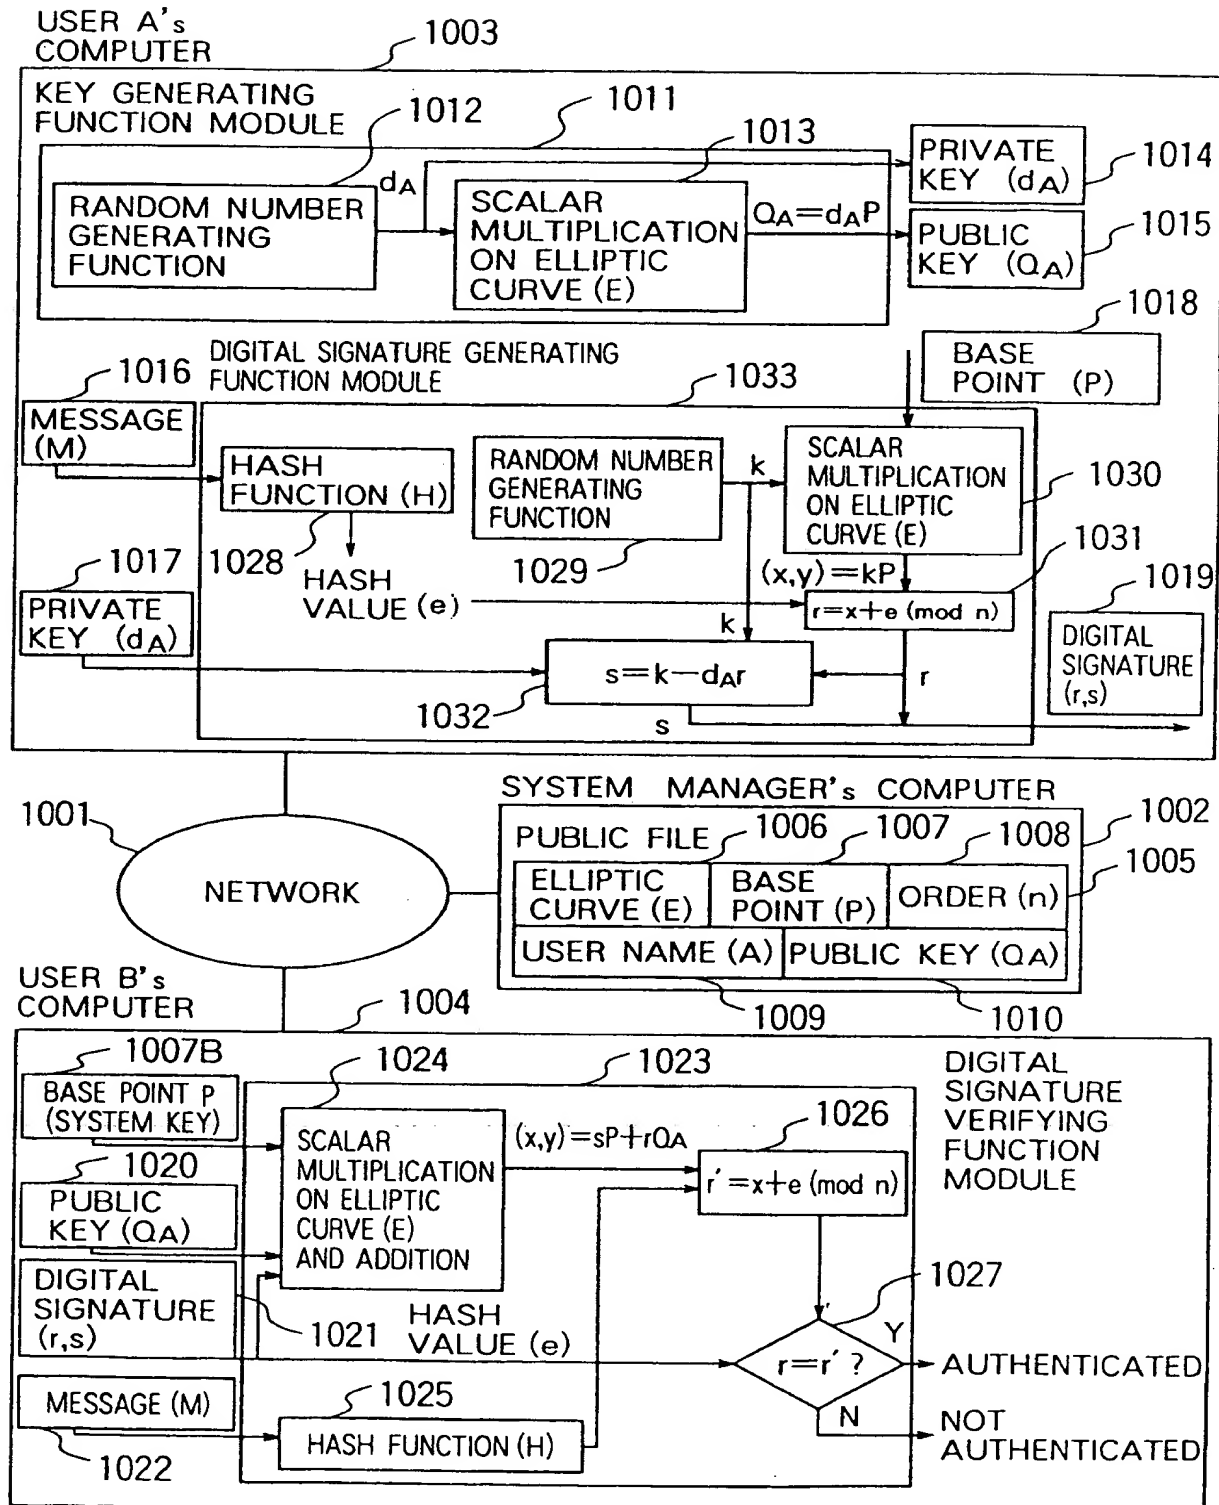 USER A's
COMPUTER
1003
KEY GENERATING
FUNCTION MODULE
1012
1011
1013
dA
RANDOM NUMBER
GENERATING
FUNCTION
SCALAR
MULTIPLICATION
ON ELLIPTIC
CURVE (E)
QA=dAP
PRIVATE
KEY (dA)
1014
PUBLIC
KEY (QA)
1015
1018
BASE
POINT (P)
DIGITAL SIGNATURE GENERATING
FUNCTION MODULE
1016
1033
MESSAGE
(M)
HASH
FUNCTION (H)
1028
HASH
VALUE (e)
RANDOM NUMBER
GENERATING
FUNCTION
1029
k
SCALAR
MULTIPLICATION
ON ELLIPTIC
CURVE (E)
1030
1031
(x,y)=kP
r=x+e (mod n)
1017
PRIVATE
KEY (dA)
k
s=k-dAr
1032
r
s
1019
DIGITAL
SIGNATURE
(r,s)
1001
NETWORK
SYSTEM MANAGER's COMPUTER
1002
PUBLIC FILE
1006
1007
1008
1005
ELLIPTIC
CURVE (E)
BASE
POINT (P)
ORDER (n)
USER NAME (A)
PUBLIC KEY (QA)
1009
1010
USER B's
COMPUTER
1004
1007B
BASE POINT P
(SYSTEM KEY)
1024
1023
SCALAR
MULTIPLICATION
ON ELLIPTIC
CURVE (E)
AND ADDITION
(x,y)=sP+rQA
1026
r'=x+e (mod n)
DIGITAL
SIGNATURE
VERIFYING
FUNCTION
MODULE
1020
PUBLIC
KEY (QA)
DIGITAL
SIGNATURE
(r,s)
1021
HASH
VALUE (e)
1027
r=r' ?
Y
AUTHENTICATED
N
NOT
AUTHENTICATED
MESSAGE (M)
1022
1025
HASH FUNCTION (H)